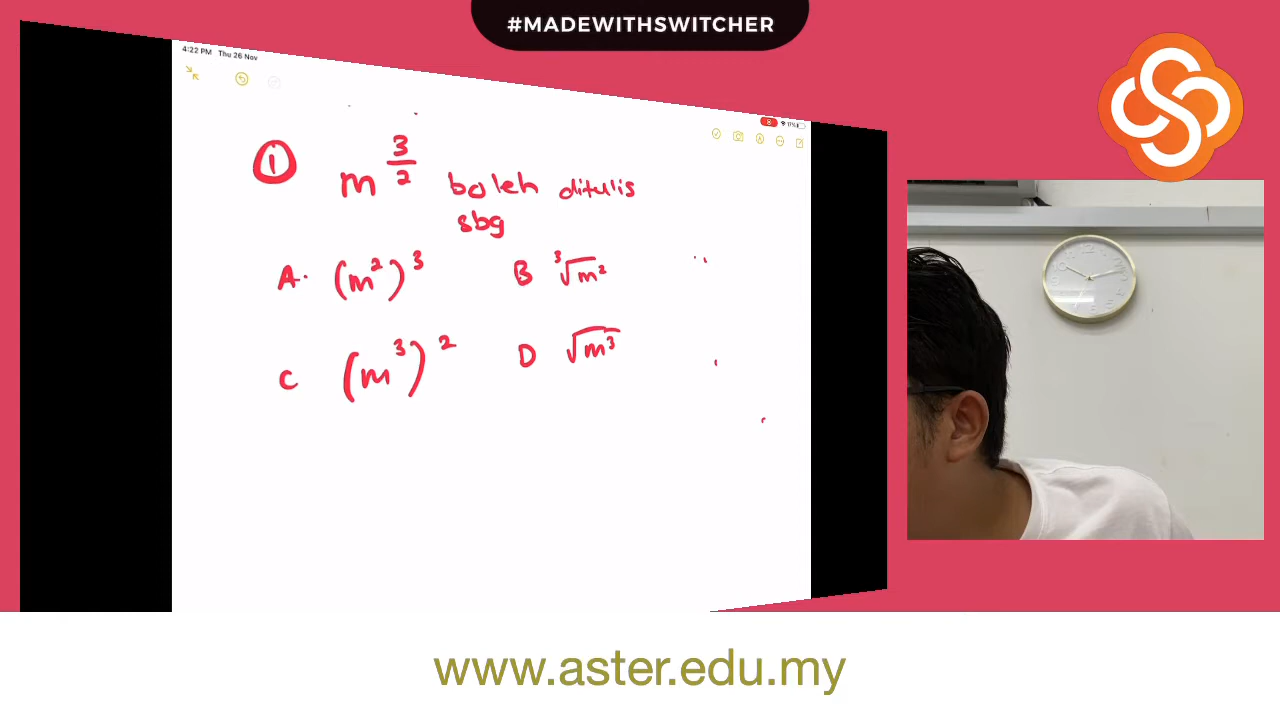 #MADEWITHSWITCHER
4:22 PM Thu 26 Nov
17%
① m^{3/2} boleh ditulis
sbg
A. (m²)³ B ∛m²
C (m³)² D √m³
www.aster.edu.my